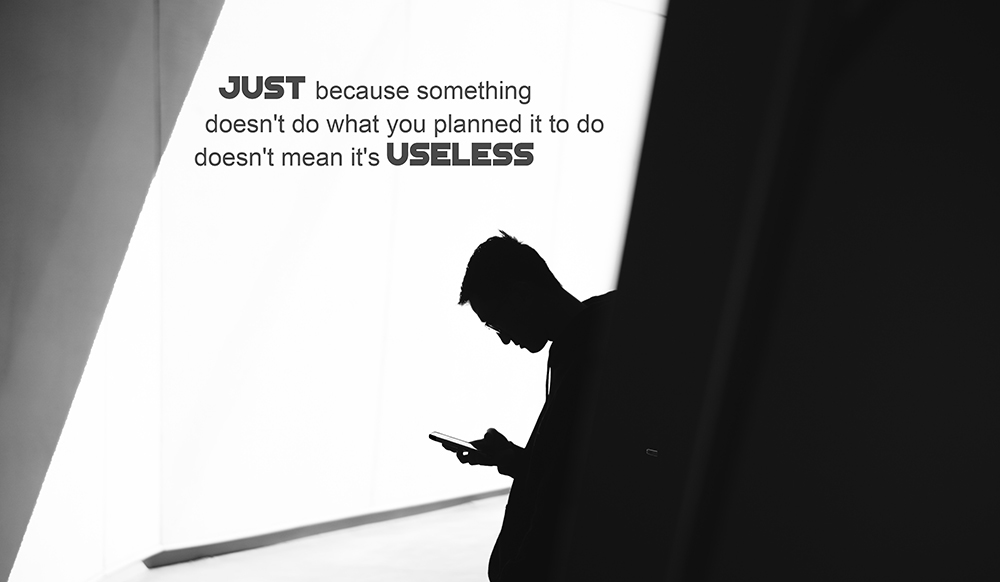 JUST because something
doesn't do what you planned it to do
doesn't mean it's USELESS